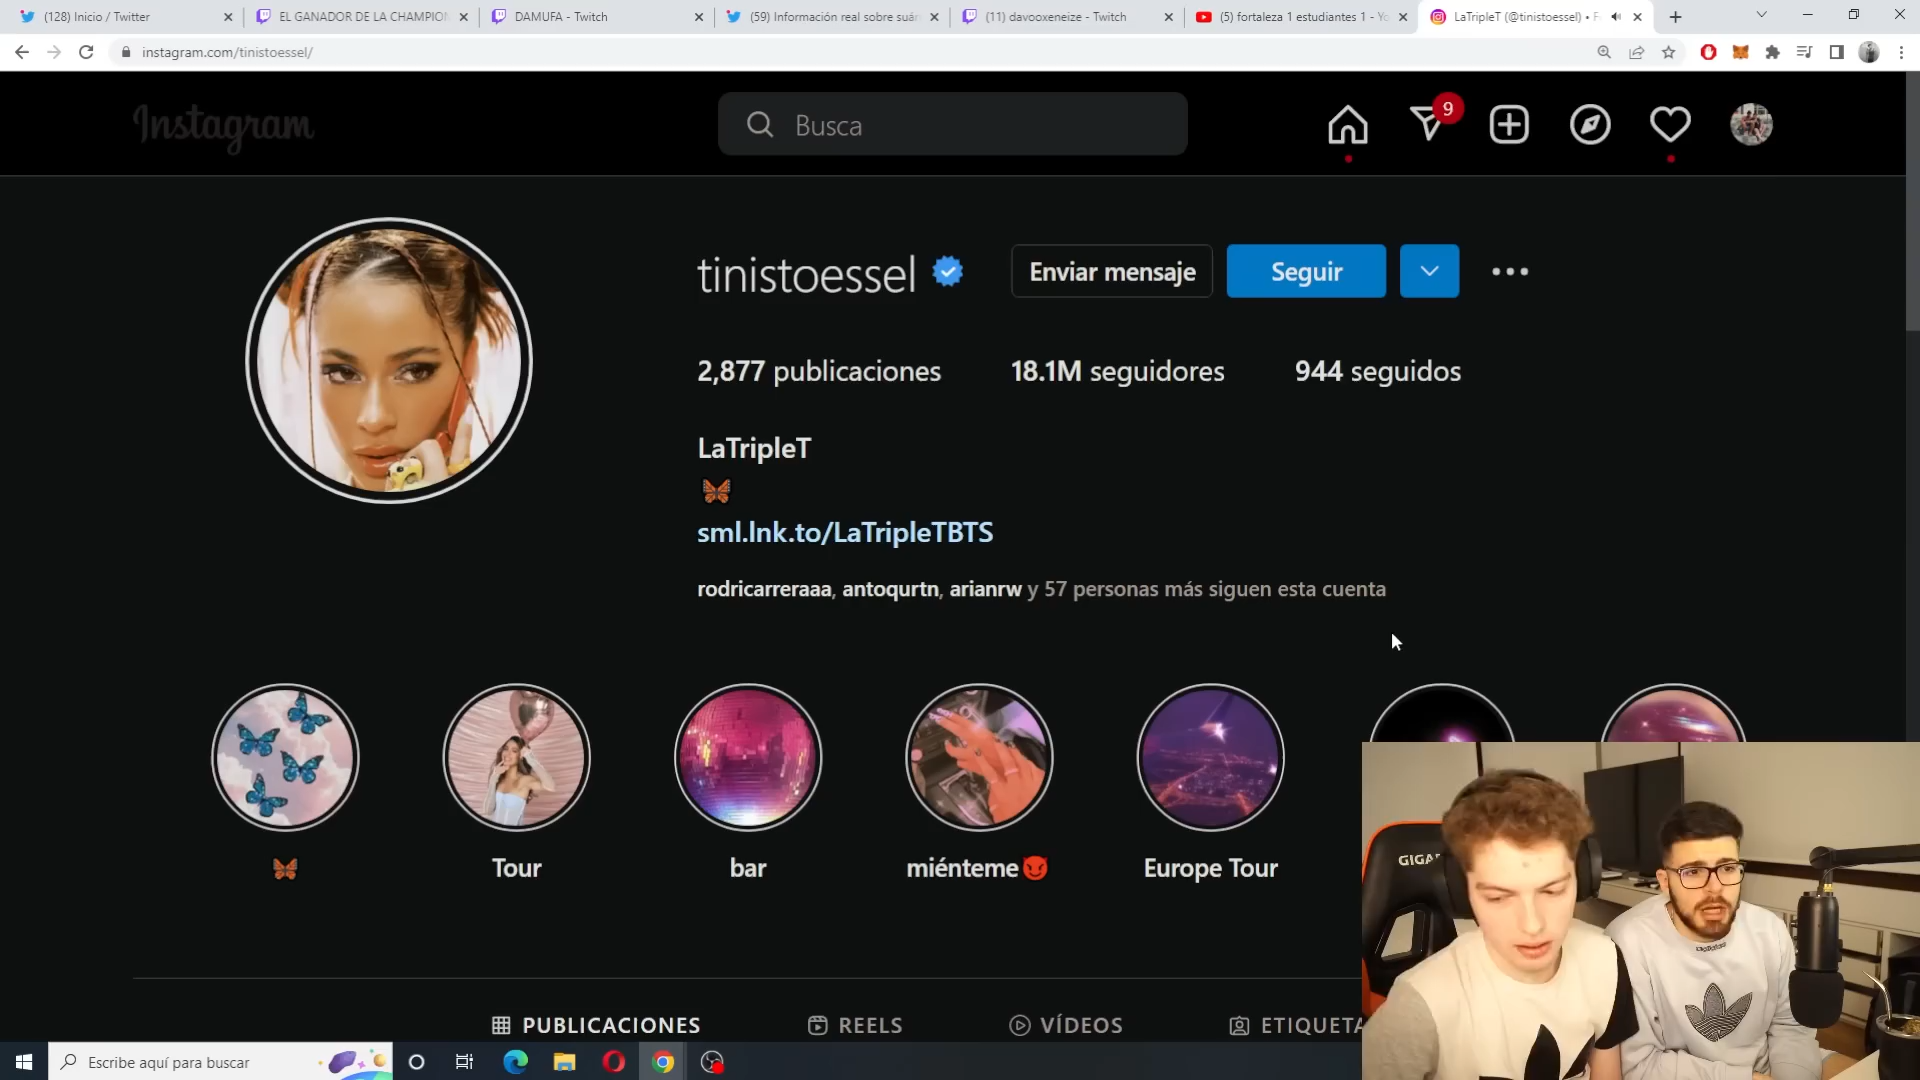 (128) Inicio / Twitter
EL GANADOR DE LA CHAMPION
DAMUFA - Twitch
(59) Información real sobre suár
(11) davooxeneize - Twitch
(5) fortaleza 1 estudiantes 1 - Yo
LaTripleT (@tinistoessel) • F
instagram.com/tinistoessel/
Instagram
Busca
9
tinistoessel
Enviar mensaje
Seguir
2,877 publicaciones
18.1M seguidores
944 seguidos
LaTripleT
🦋
sml.lnk.to/LaTripleTBTS
rodricarreraaa, antoqurtn, arianrw y 57 personas más siguen esta cuenta
🦋
Tour
bar
miénteme😈
Europe Tour
GIGA
PUBLICACIONES
REELS
VÍDEOS
ETIQUETA
Escribe aquí para buscar